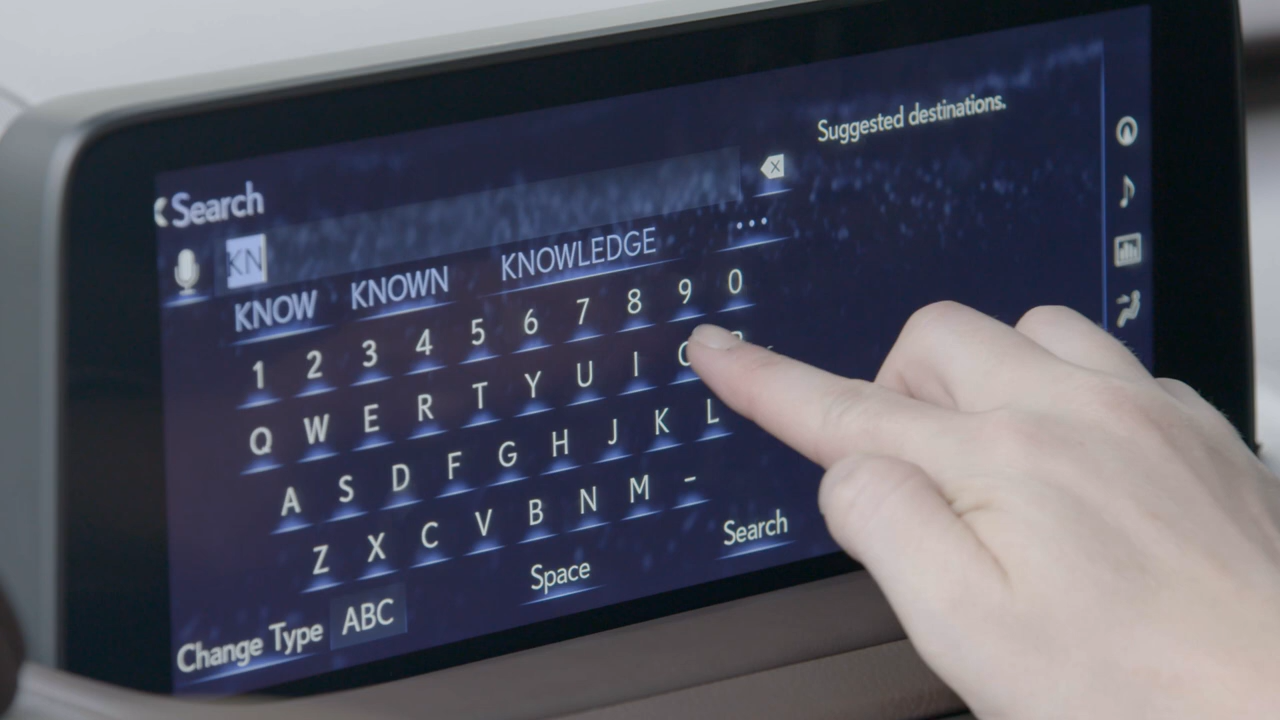 Suggested destinations.
Search
KN
KNOW KNOWN KNOWLEDGE ...
1 2 3 4 5 6 7 8 9 0
Q W E R T Y U I O
A S D F G H J K L
Z X C V B N M -
Space Search
Change Type ABC